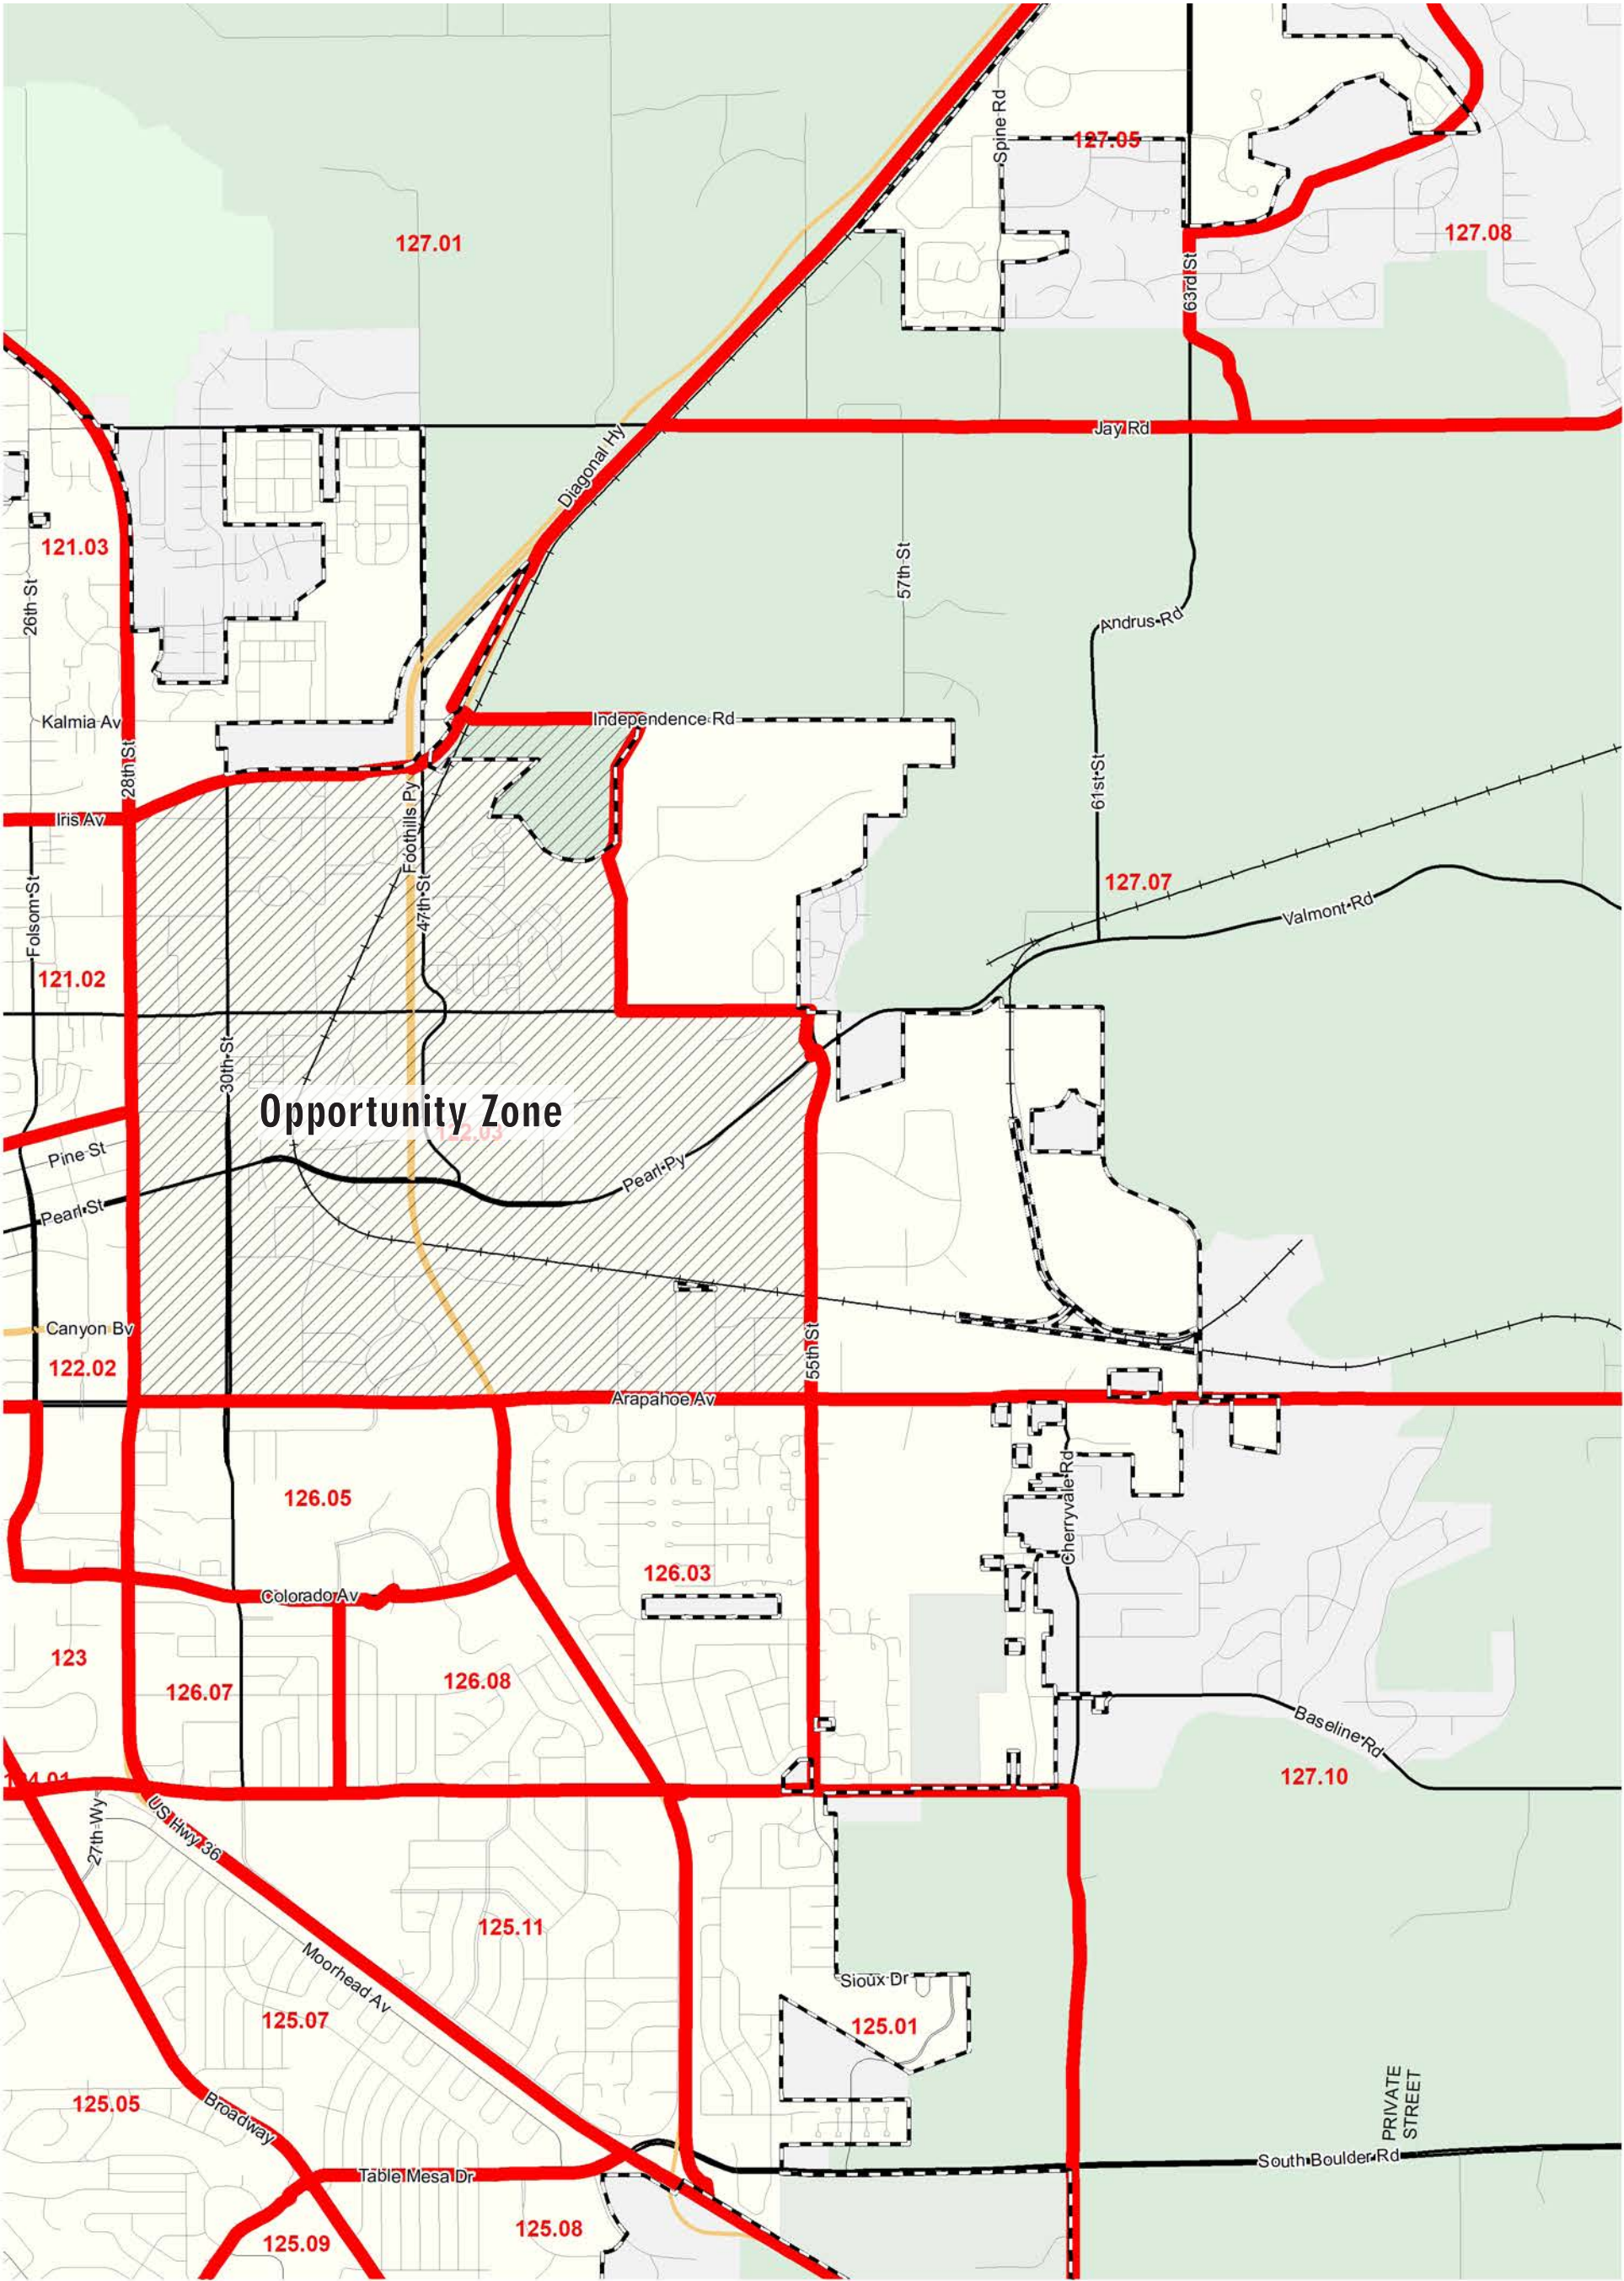 Spine Rd
127.05
127.01
127.08
63rd St
Jay Rd
Diagonal Hy
121.03
26th St
57th St
Andrus Rd
Kalmia Av
Independence Rd
28th St
61st St
Iris Av
Foothills Py
47th St
Folsom St
127.07
Valmont Rd
121.02
30th St
Opportunity Zone
122.03
Pine St
Pearl Py
Pearl St
Canyon Bv
55th St
122.02
Arapahoe Av
126.05
Cherryvale Rd
126.03
Colorado Av
123
126.08
126.07
Baseline Rd
124.01
127.10
27th Wy
US Hwy 36
125.11
Moorhead Av
Sioux Dr
125.07
125.01
125.05
Broadway
PRIVATE
STREET
South Boulder Rd
Table Mesa Dr
125.08
125.09